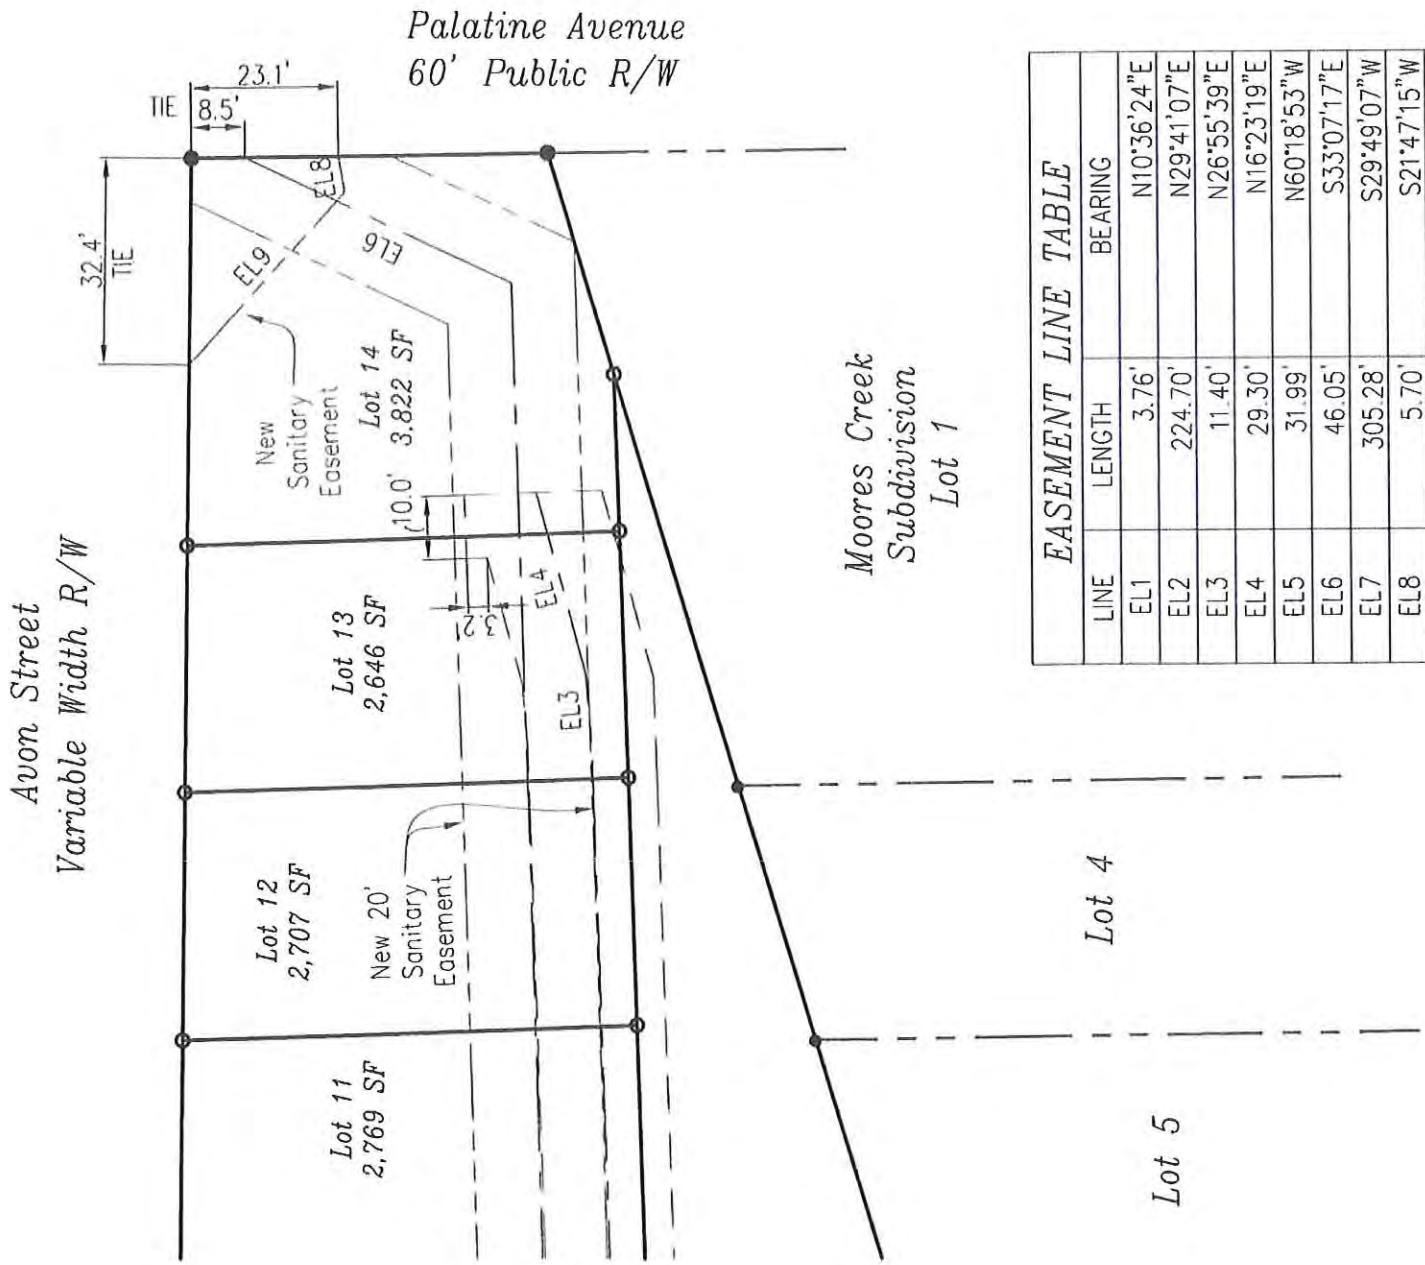 Palatine Avenue
60' Public R/W
23.1'
TIE
8.5'
EL8
32.4'
TIE
EL9
EL6
New
Sanitary
Easement
Lot 14
3,822 SF
10.0'
Avon Street
Variable Width R/W
Lot 13
2,646 SF
3.2
EL4
EL3
Moores Creek
Subdivision
Lot 1
Lot 12
2,707 SF
New 20'
Sanitary
Easement
Lot 11
2,769 SF
Lot 4
Lot 5
EASEMENT LINE TABLE
LINE LENGTH BEARING
EL1 3.76' N10°36'24"E
EL2 224.70' N29°41'07"E
EL3 11.40' N26°55'39"E
EL4 29.30' N16°23'19"E
EL5 31.99' N60°18'53"W
EL6 46.05' S33°07'17"E
EL7 305.28' S29°49'07"W
EL8 5.70' S21°47'15"W